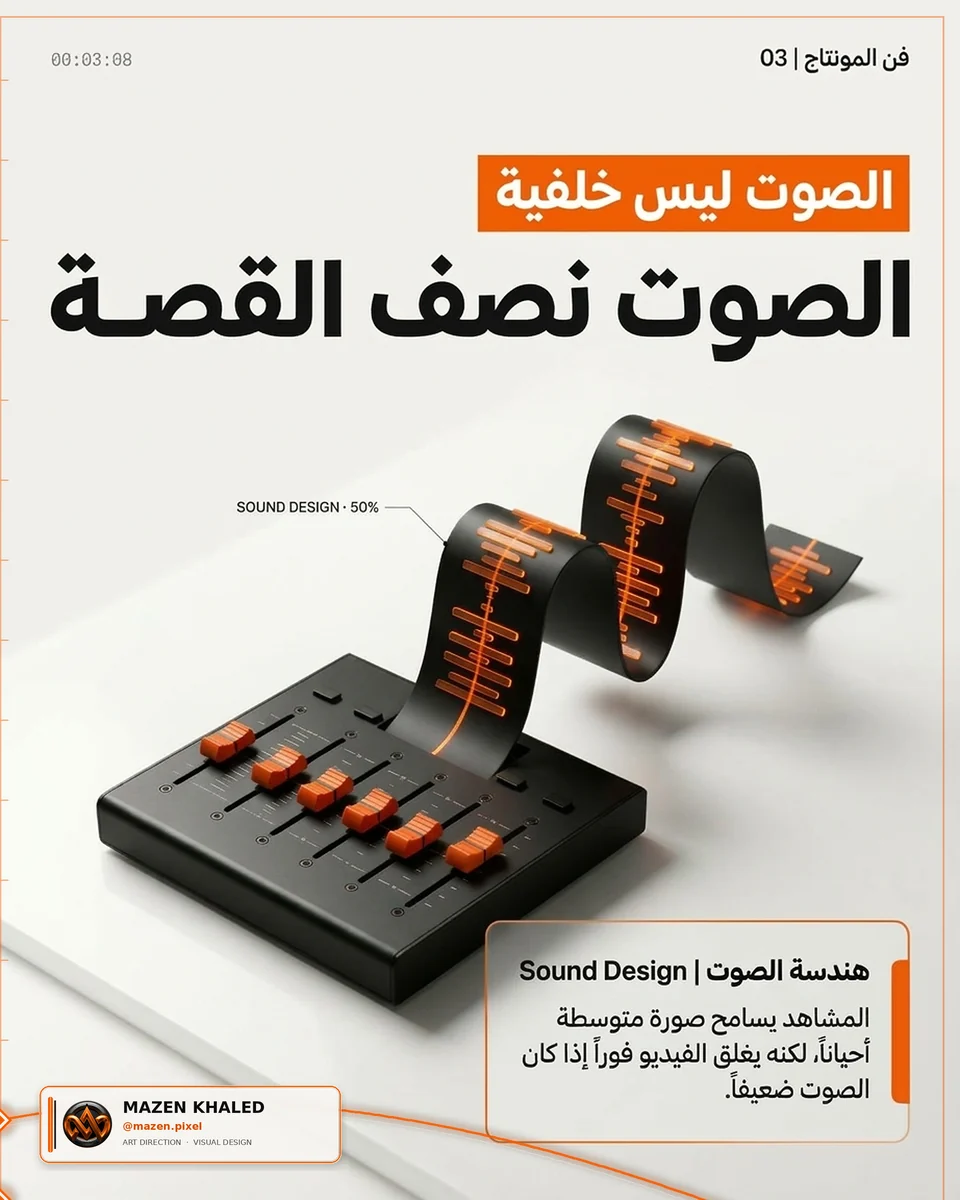 00:03:08
فن المونتاج | 03
الصوت ليس خلفية
الصوت نصف القصـة
SOUND DESIGN · 50%
هندسة الصوت | Sound Design
المشاهد يسامح صورة متوسطة
أحياناً، لكنه يغلق الفيديو فوراً إذا كان
الصوت ضعيفاً.
MAZEN KHALED
@mazen.pixel
ART DIRECTION · VISUAL DESIGN